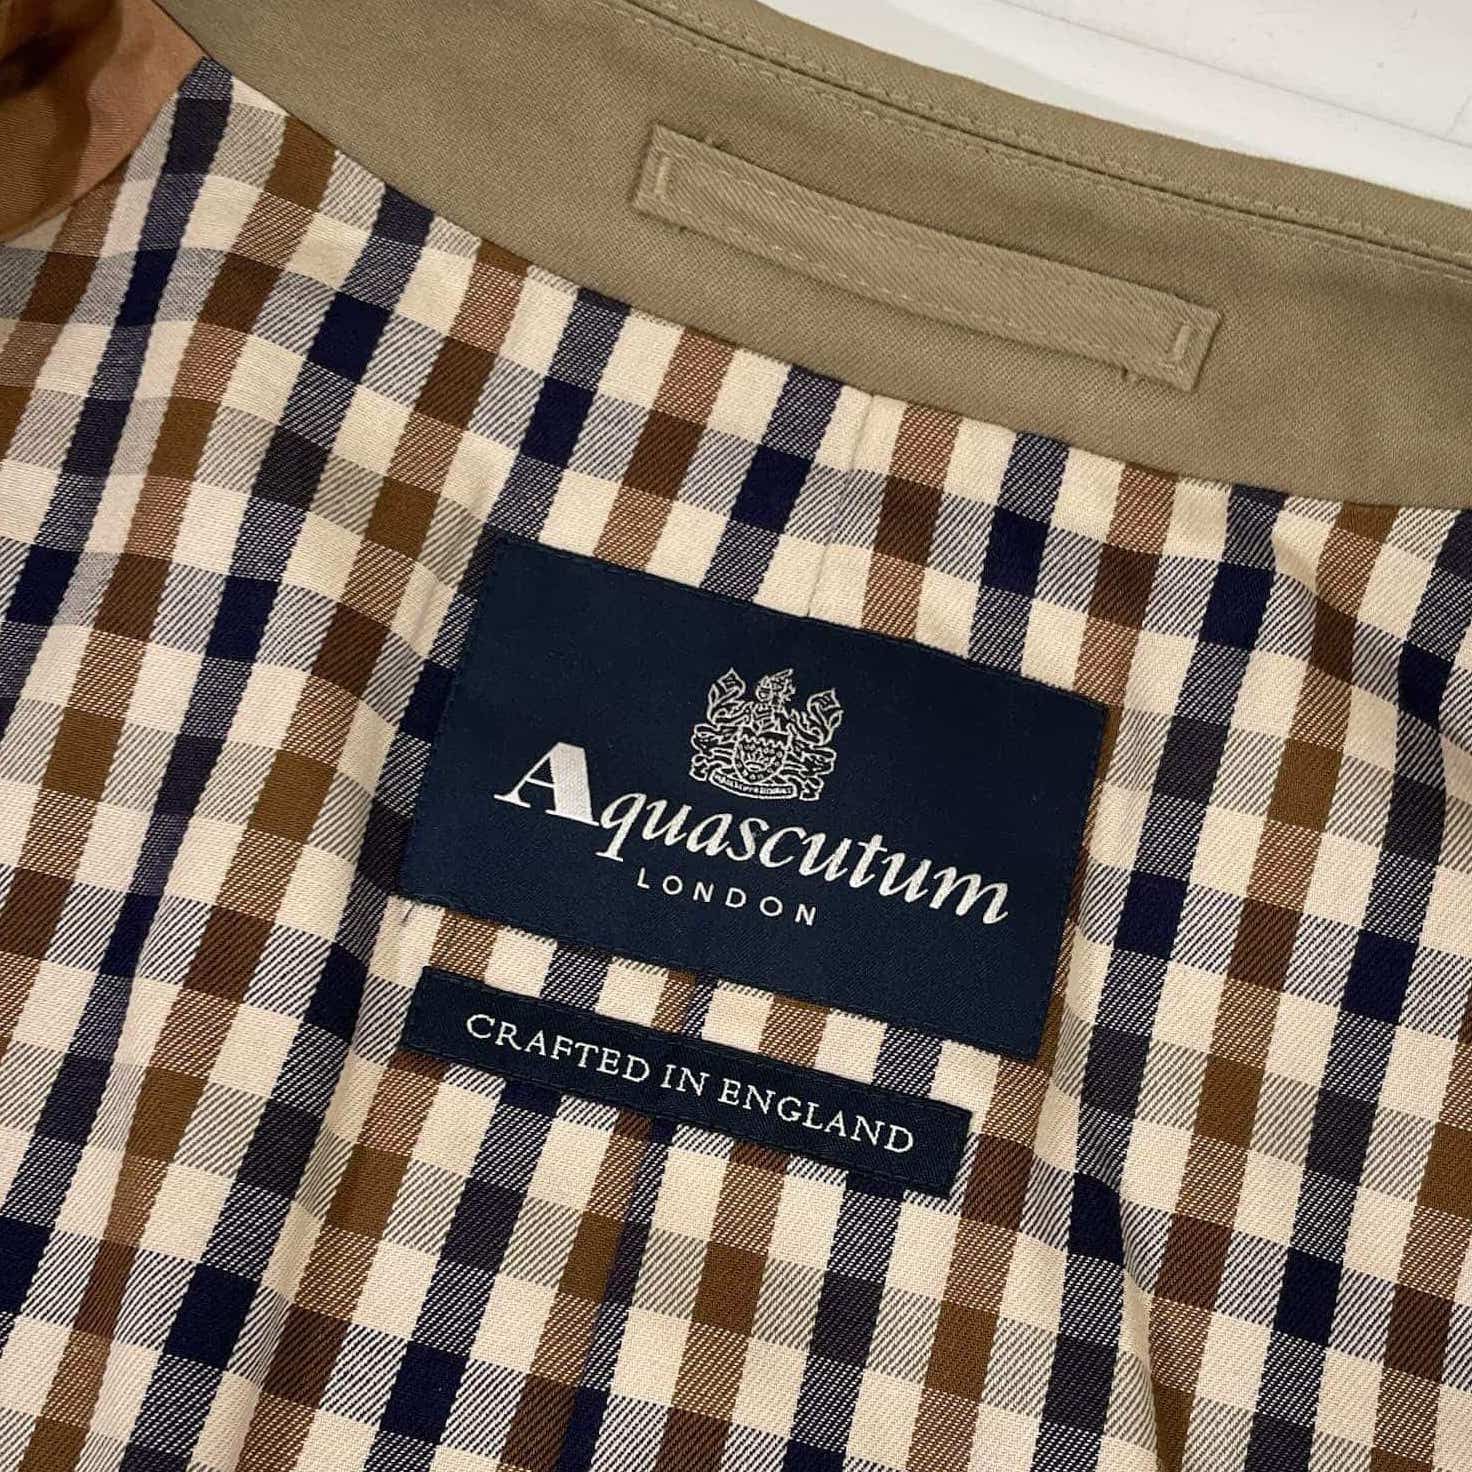 Aquascutum
LONDON
CRAFTED IN ENGLAND